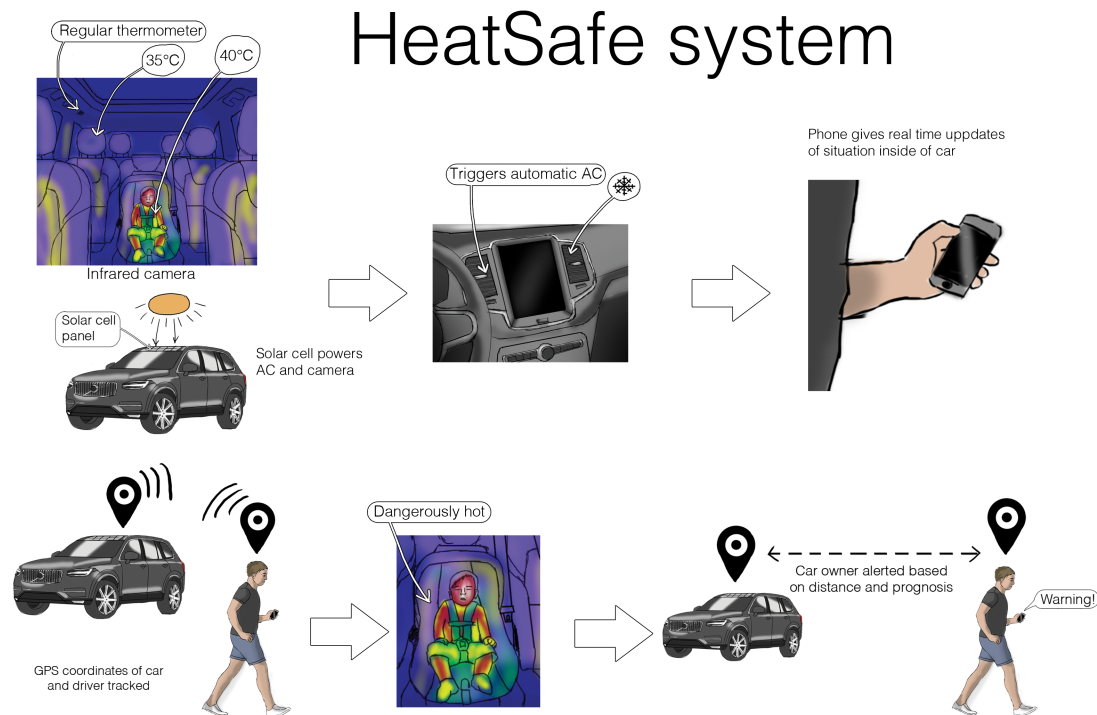 HeatSafe system
Regular thermometer
35°C
40°C
Infrared camera
Solar cell
panel
Solar cell powers
AC and camera
Triggers automatic AC
Phone gives real time uppdates
of situation inside of car
GPS coordinates of car
and driver tracked
Dangerously hot
Car owner alerted based
on distance and prognosis
Warning!